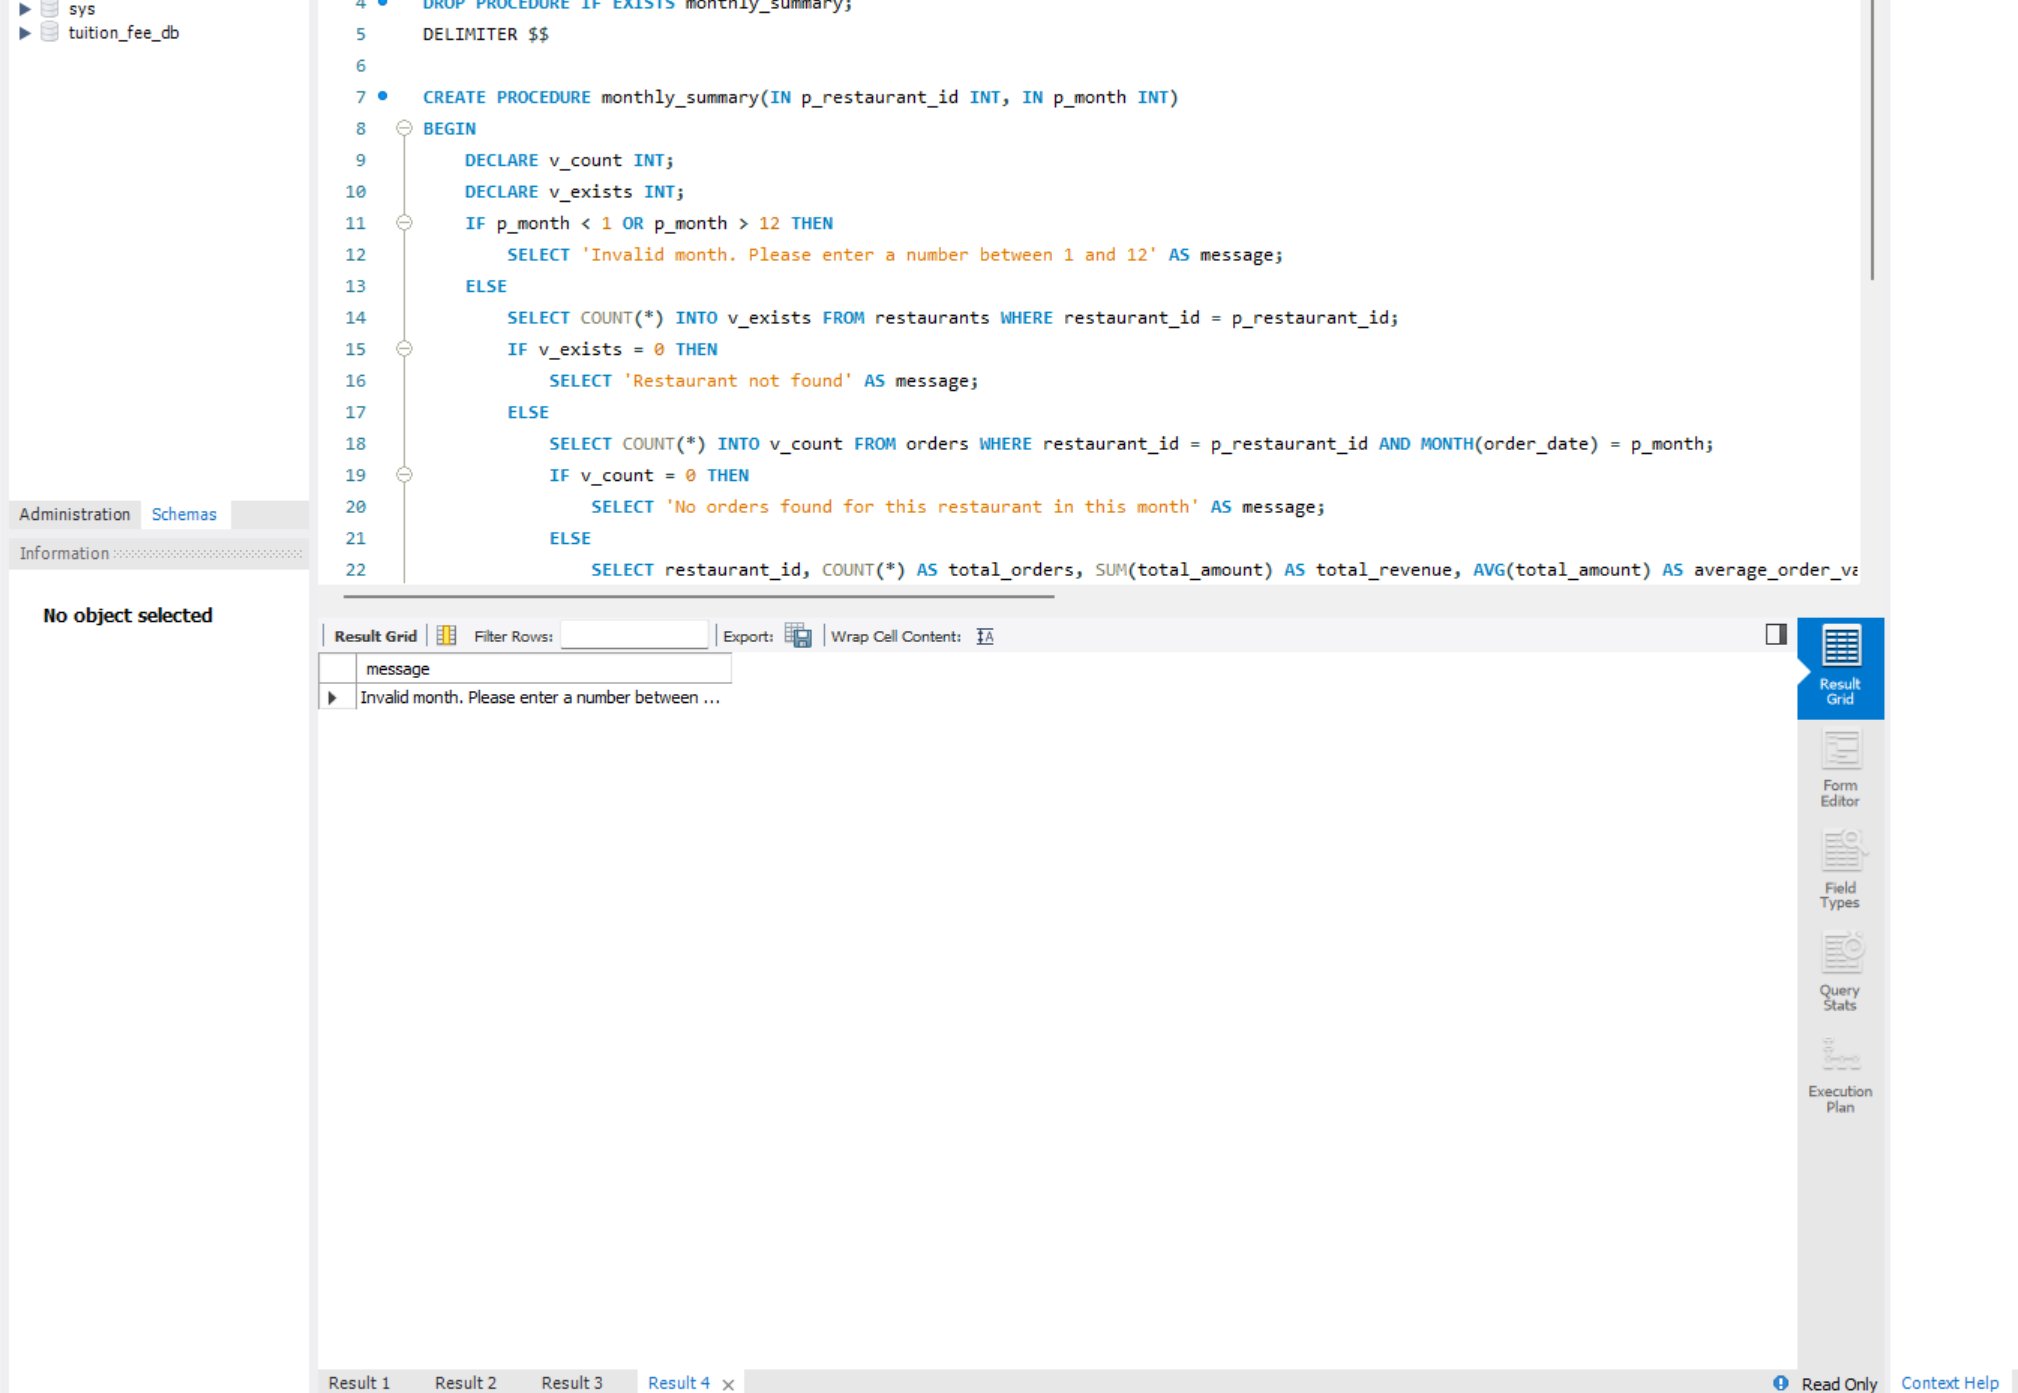 sys
tuition_fee_db
Administration Schemas
Information
No object selected
4 DROP PROCEDURE IF EXISTS monthly_summary;
5 DELIMITER $$
6
7 CREATE PROCEDURE monthly_summary(IN p_restaurant_id INT, IN p_month INT)
8 BEGIN
9 DECLARE v_count INT;
10 DECLARE v_exists INT;
11 IF p_month < 1 OR p_month > 12 THEN
12 SELECT 'Invalid month. Please enter a number between 1 and 12' AS message;
13 ELSE
14 SELECT COUNT(*) INTO v_exists FROM restaurants WHERE restaurant_id = p_restaurant_id;
15 IF v_exists = 0 THEN
16 SELECT 'Restaurant not found' AS message;
17 ELSE
18 SELECT COUNT(*) INTO v_count FROM orders WHERE restaurant_id = p_restaurant_id AND MONTH(order_date) = p_month;
19 IF v_count = 0 THEN
20 SELECT 'No orders found for this restaurant in this month' AS message;
21 ELSE
22 SELECT restaurant_id, COUNT(*) AS total_orders, SUM(total_amount) AS total_revenue, AVG(total_amount) AS average_order_va
Result Grid Filter Rows: Export: Wrap Cell Content:
message
Invalid month. Please enter a number between ...
Result
Grid
Form
Editor
Field
Types
Query
Stats
Execution
Plan
Result 1 Result 2 Result 3 Result 4 Read Only Context Help